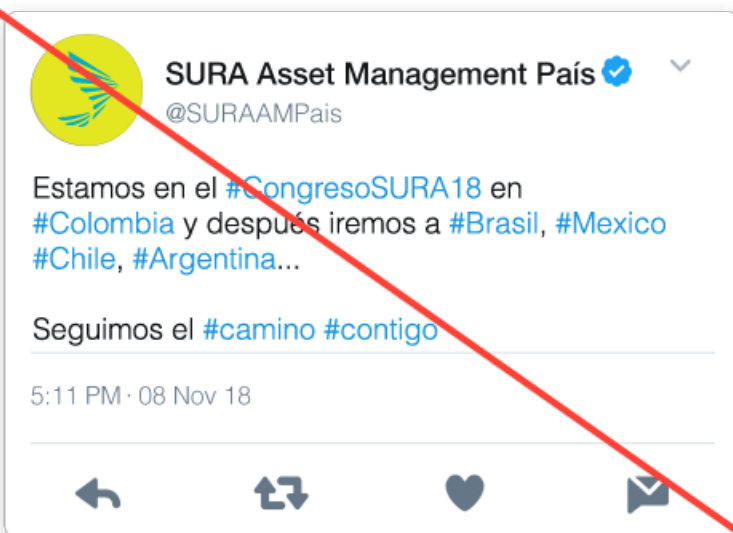 SURA Asset Management País
@SURAAMPais
Estamos en el #CongresoSURA18 en
#Colombia y después iremos a #Brasil, #Mexico
#Chile, #Argentina...
Seguimos el #camino #contigo
5:11 PM · 08 Nov 18